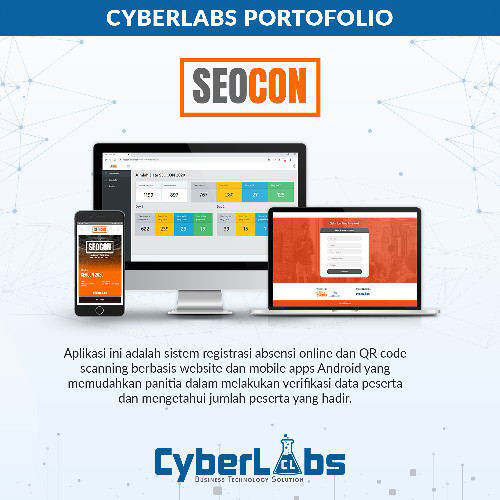 CYBERLABS PORTOFOLIO
SEOCON
SEOCON
Aplikasi ini adalah sistem registrasi absensi online dan QR code
scanning berbasis website dan mobile apps Android yang
memudahkan panitia dalam melakukan verifikasi data peserta
dan mengetahui jumlah peserta yang hadir.
CYBERLABS
BUSINESS TECHNOLOGY SOLUTION